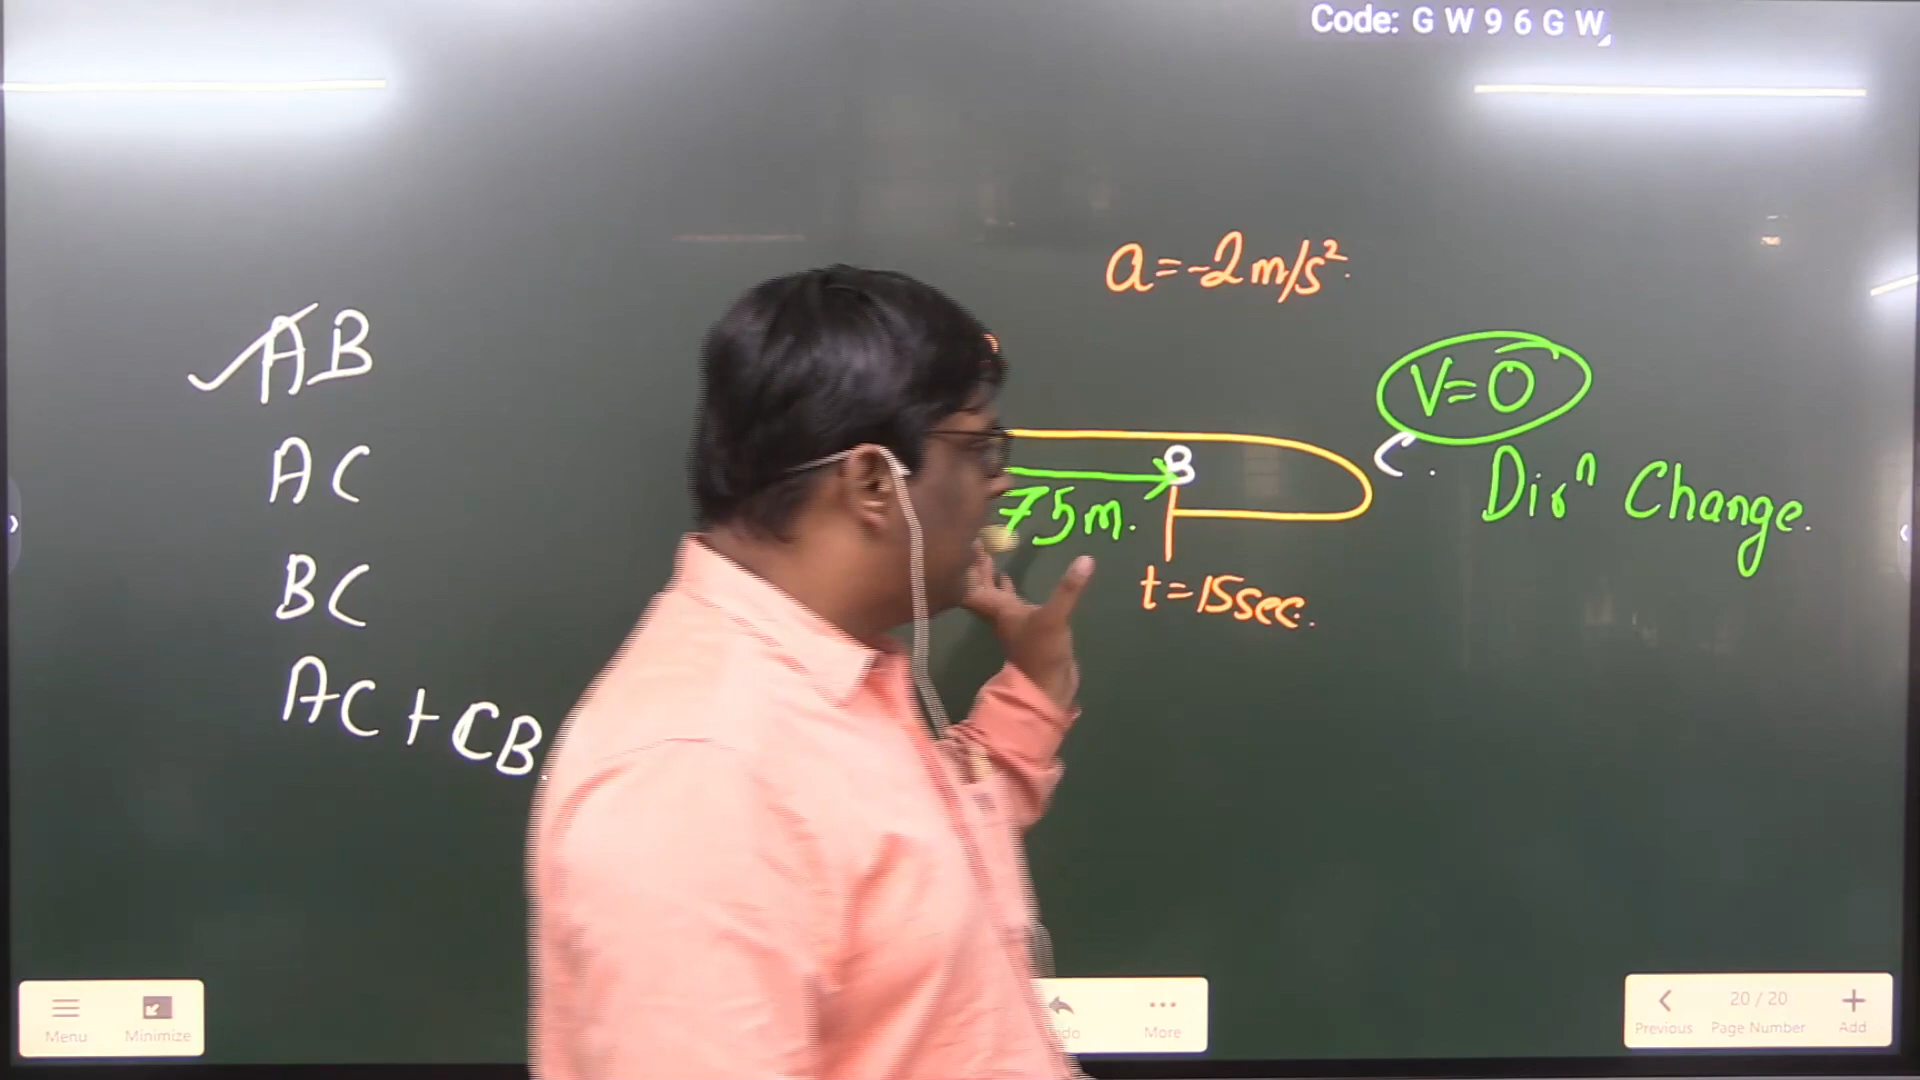 Code: G W 9 6 G W
a=-2m/s².
AB
V=0
AC
B
C.
Dirⁿ Change.
75m.
BC
t=15sec.
AC+CB.
Menu
Minimize
More
Previous
20 / 20
Page Number
Add